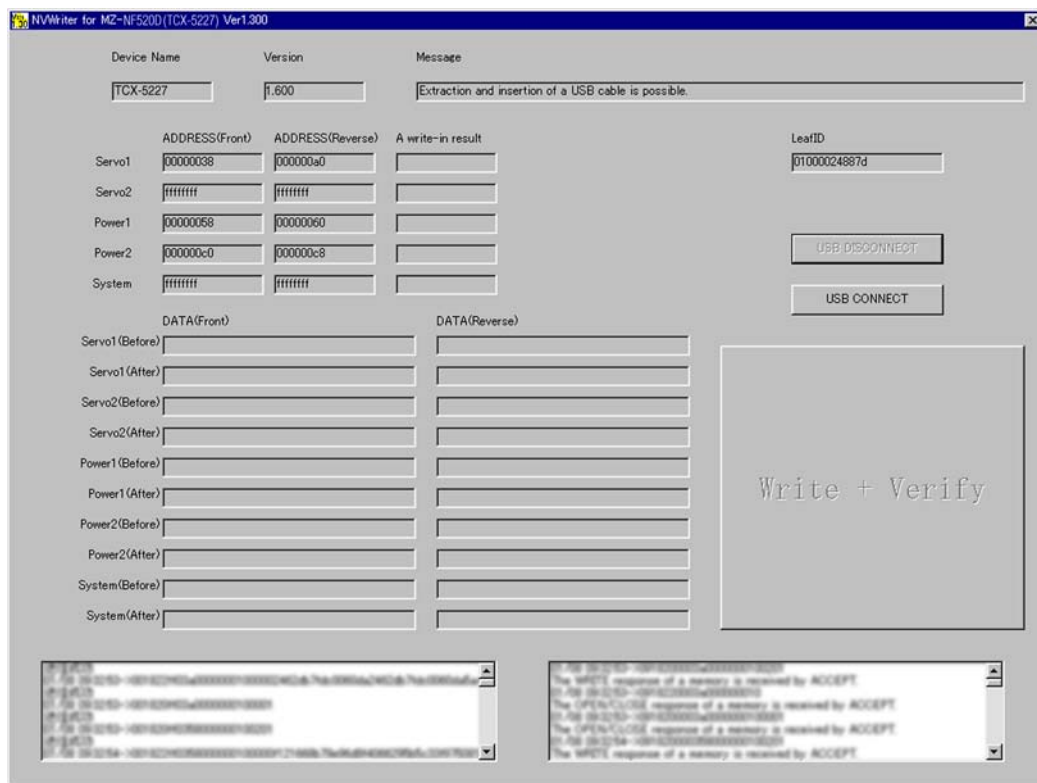 NVWriter for MZ-NF520D(TCX-5227) Ver1.300
Device Name Version Message
TCX-5227 1.600 Extraction and insertion of a USB cable is possible.
ADDRESS(Front) ADDRESS(Reverse) A write-in result LeafID
Servo1 00000038 000000a0 01000024887d
Servo2 ffffffff ffffffff
Power1 00000058 00000060
Power2 000000c0 000000c8
USB DISCONNECT
System ffffffff ffffffff
USB CONNECT
DATA(Front) DATA(Reverse)
Servo1(Before)
Servo1(After)
Servo2(Before)
Servo2(After)
Power1(Before)
Power1(After)
Write + Verify
Power2(Before)
Power2(After)
System(Before)
System(After)
The WRITE response of a memory is received by ACCEPT.
The OPEN/CLOSE response of a memory is received by ACCEPT.
The OPEN/CLOSE response of a memory is received by ACCEPT.
The WRITE response of a memory is received by ACCEPT.